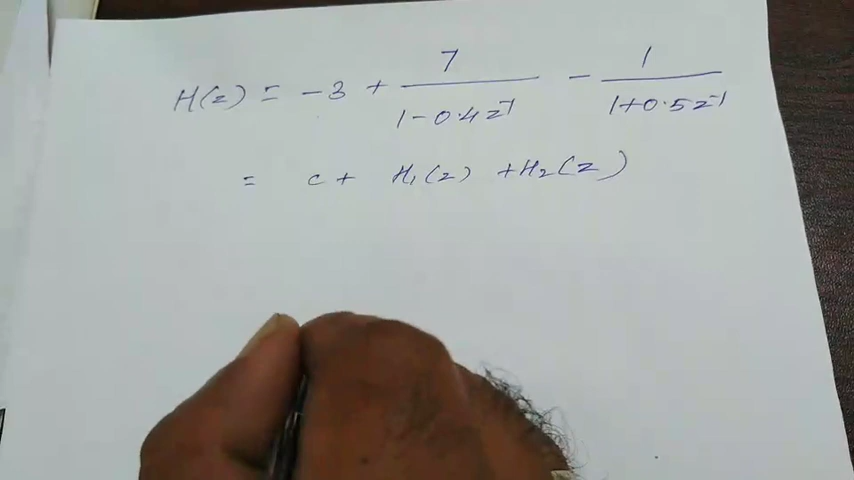 H(z) = -3 + 7/(1-0.4z⁻¹) - 1/(1+0.5z⁻¹)
= c + H₁(z) + H₂(z)